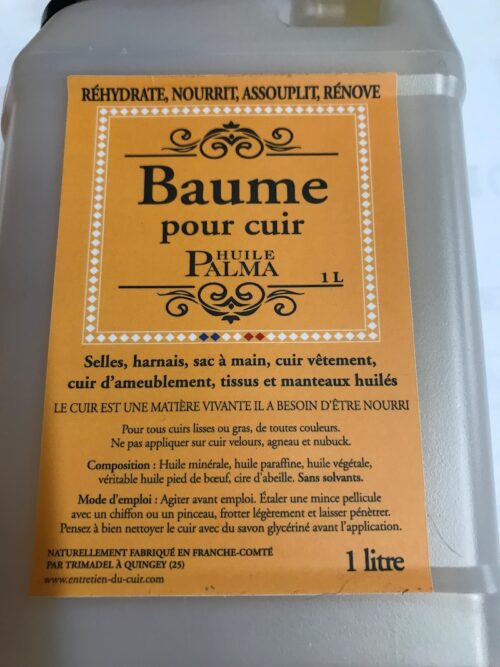 RÉHYDRATE, NOURRIT, ASSOUPLIT, RÉNOVE
Baume
pour cuir
HUILE
PALMA
1 L
Selles, harnais, sac à main, cuir vêtement,
cuir d'ameublement, tissus et manteaux huilés
LE CUIR EST UNE MATIÈRE VIVANTE IL A BESOIN D'ÊTRE NOURRI
Pour tous cuirs lisses ou gras, de toutes couleurs.
Ne pas appliquer sur cuir velours, agneau et nubuck.
Composition : Huile minérale, huile paraffine, huile végétale,
véritable huile pied de bœuf, cire d'abeille. Sans solvants.
Mode d'emploi : Agiter avant emploi. Étaler une mince pellicule
avec un chiffon ou un pinceau, frotter légèrement et laisser pénètrer.
Pensez à bien nettoyer le cuir avec du savon glycériné avant l'application.
NATURELLEMENT FABRIQUÉ EN FRANCHE-COMTÉ
PAR TRIMADEL À QUINGEY (25)
www.entretien-du-cuir.com
1 litre